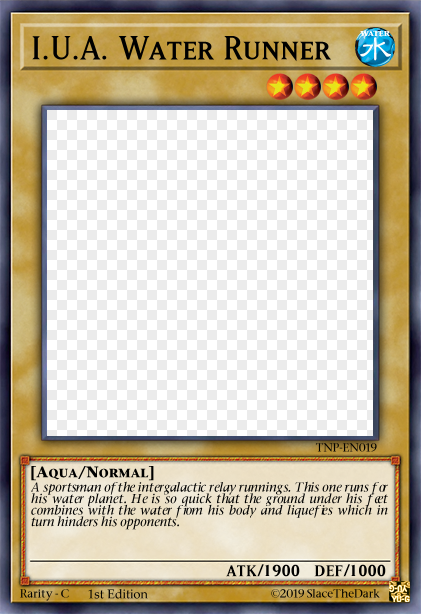 I.U.A. Water Runner
WATER
水
TNP-EN019
[Aqua/Normal]
A sportsman of the intergalactic relay runnings. This one runs for
his water planet. He is so quick that the ground under his feet
combines with the water from his body and liquefies which in
turn hinders his opponents.
ATK/1900 DEF/1000
Rarity - C 1st Edition ©2019 SlaceTheDark